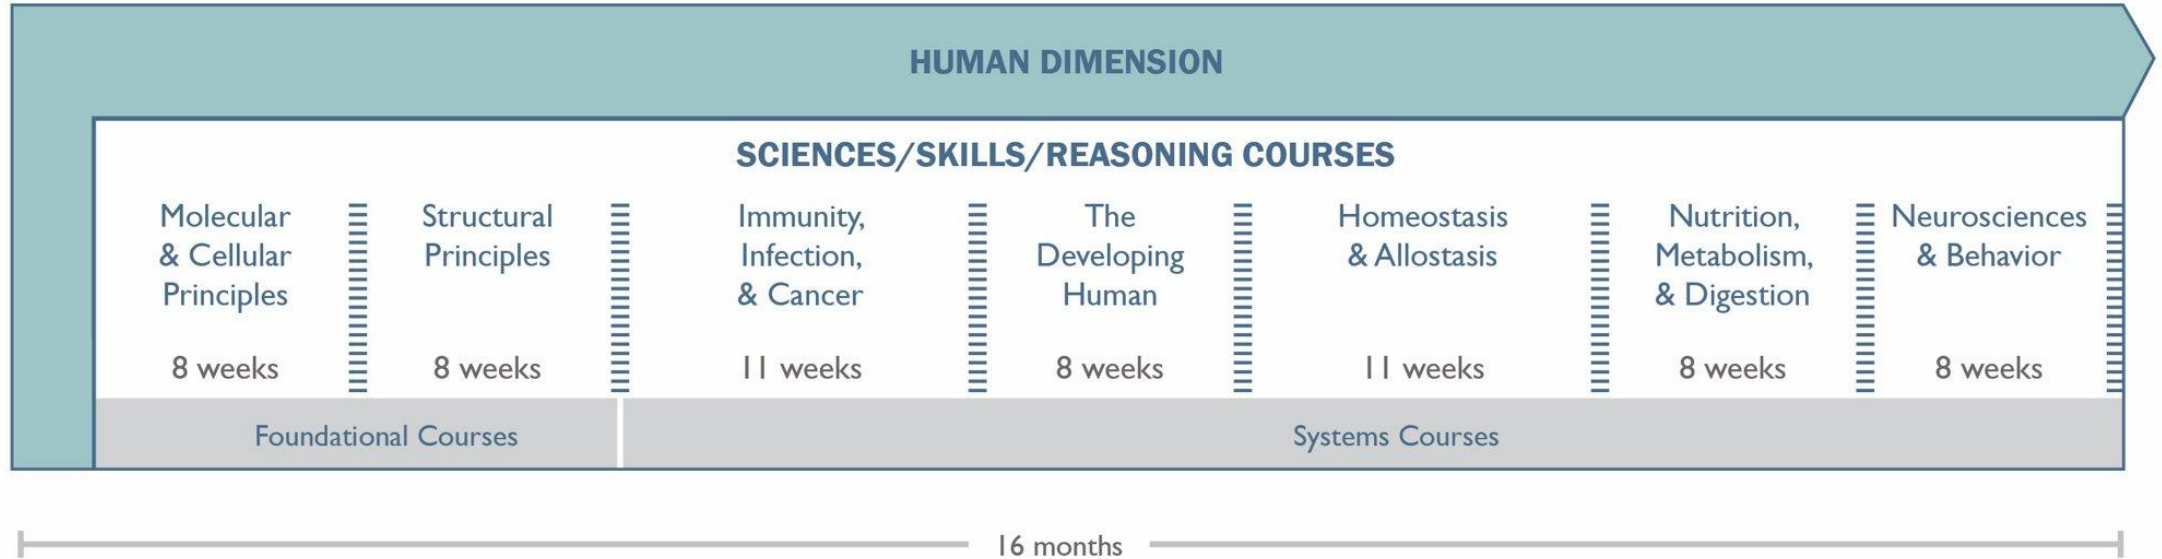 HUMAN DIMENSION
SCIENCES/SKILLS/REASONING COURSES
Molecular
& Cellular
Principles
8 weeks
Structural
Principles
8 weeks
Immunity,
Infection,
& Cancer
11 weeks
The
Developing
Human
8 weeks
Homeostasis
& Allostasis
11 weeks
Nutrition,
Metabolism,
& Digestion
8 weeks
Neurosciences
& Behavior
8 weeks
Foundational Courses
Systems Courses
16 months